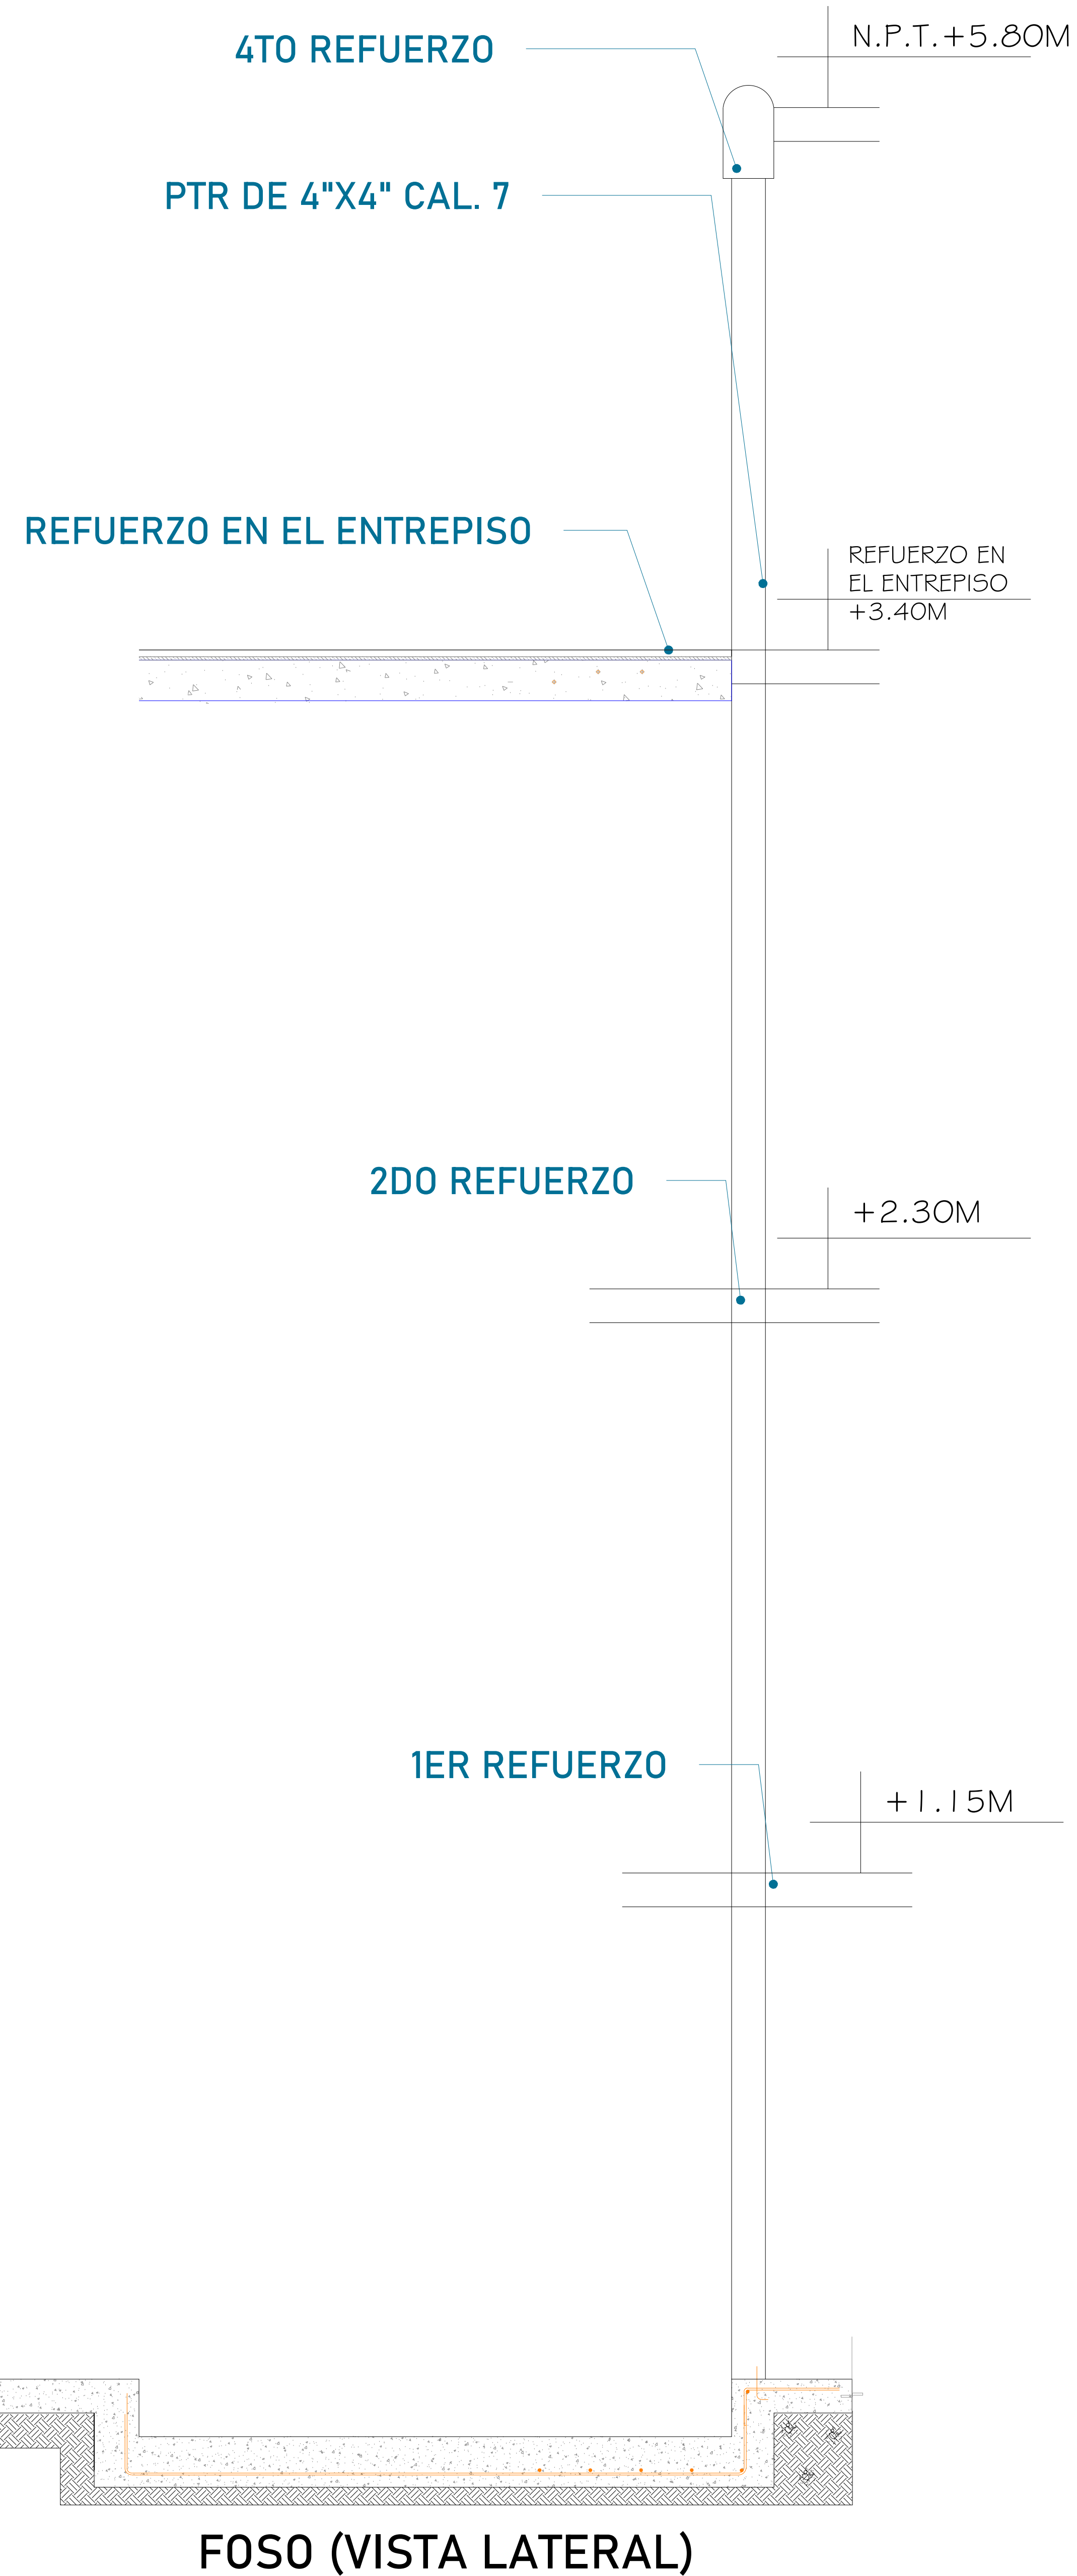 4TO REFUERZO
N.P.T.+5.80M
PTR DE 4"X4" CAL. 7
REFUERZO EN EL ENTREPISO
REFUERZO EN
EL ENTREPISO
+3.40M
2DO REFUERZO
+2.30M
1ER REFUERZO
+1.15M
FOSO (VISTA LATERAL)